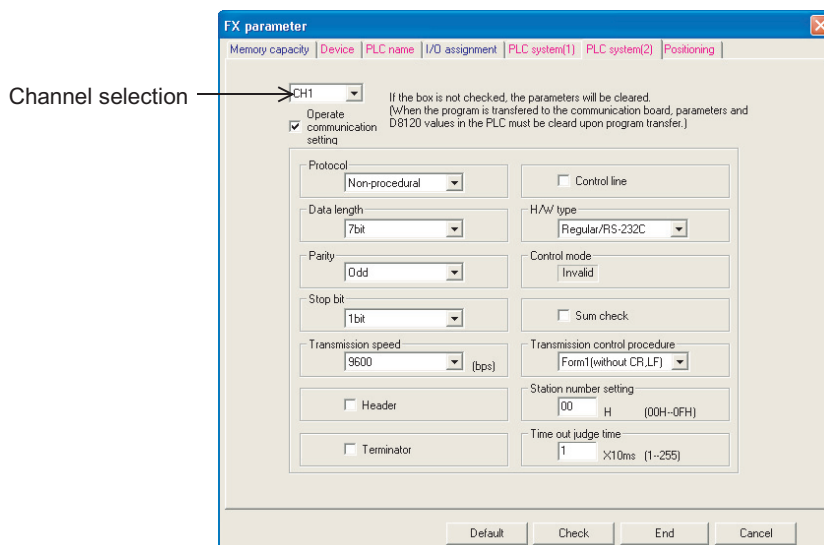 FX parameter
Memory capacity Device PLC name I/O assignment PLC system(1) PLC system(2) Positioning
Channel selection
CH1
If the box is not checked, the parameters will be cleared.
(When the program is transfered to the communication board, parameters and
D8120 values in the PLC must be cleard upon program transfer.)
Operate
communication
setting
Protocol
Non-procedural
Control line
Data length
7bit
H/W type
Regular/RS-232C
Parity
Odd
Control mode
Invalid
Stop bit
1bit
Sum check
Transmission speed
9600 (bps)
Transmission control procedure
Form1(without CR,LF)
Header
Station number setting
00 H (00H--0FH)
Terminator
Time out judge time
1 X10ms (1--255)
Default Check End Cancel